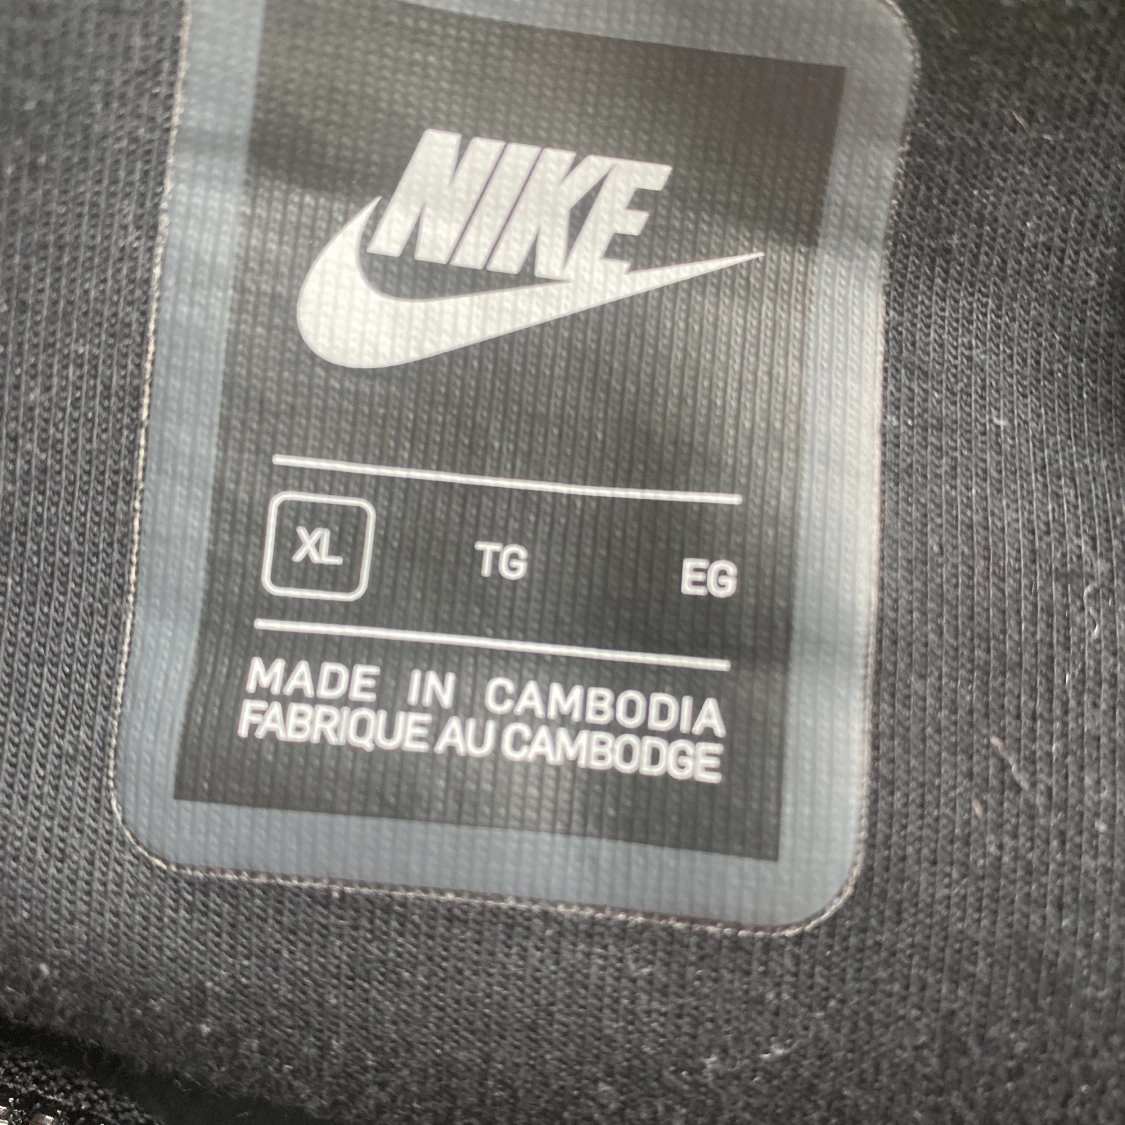 NIKE
XL TG EG
MADE IN CAMBODIA
FABRIQUE AU CAMBODGE